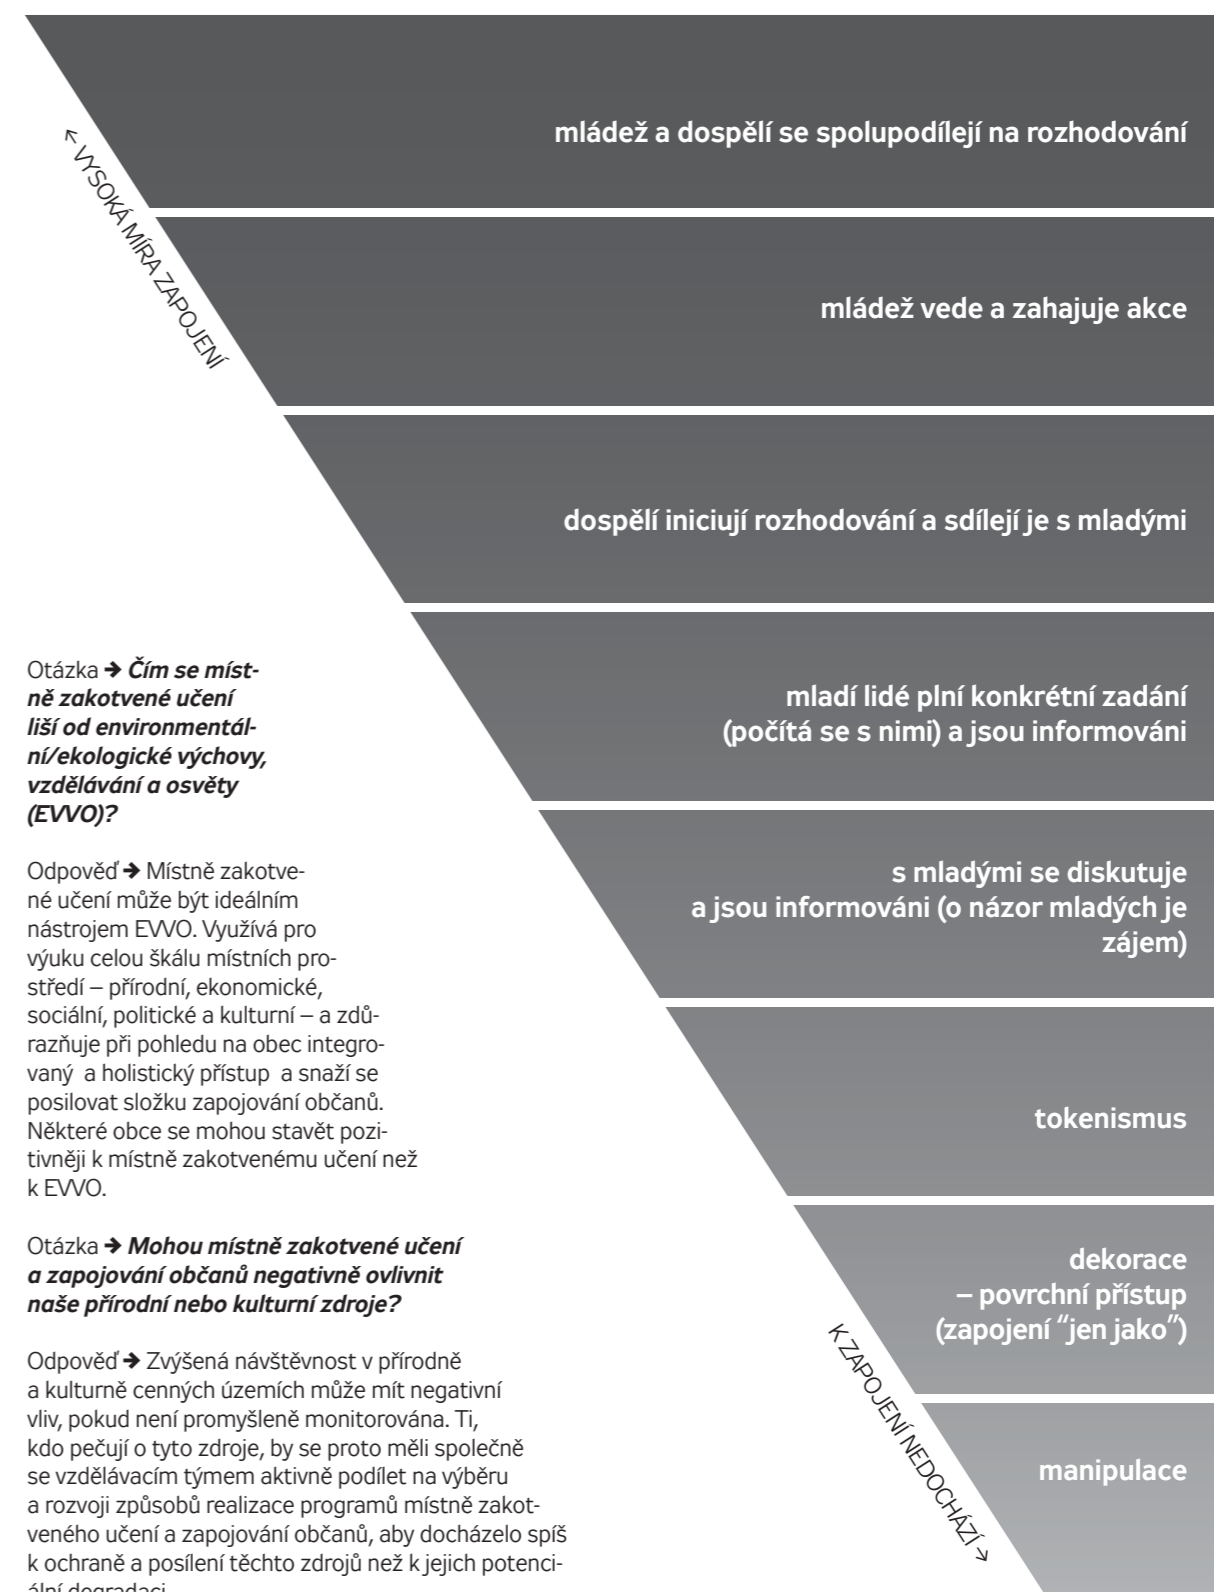 mládež a dospělí se spolupodílejí na rozhodování
← VYSOKÁ MÍRA ZAPOJENÍ
mládež vede a zahajuje akce
dospělí iniciují rozhodování a sdílejí je s mladými
mladí lidé plní konkrétní zadání
(počítá se s nimi) a jsou informováni
s mladými se diskutuje
a jsou informováni (o názor mladých je
zájem)
tokenismus
dekorace
– povrchní přístup
(zapojení “jen jako”)
K ZAPOJENÍ NEDOCHÁZÍ →
manipulace
Otázka → Čím se míst-
ně zakotvené učení
liší od environmentál-
ní/ekologické výchovy,
vzdělávání a osvěty
(EVVO)?
Odpověď → Místně zakotve-
né učení může být ideálním
nástrojem EVVO. Využívá pro
výuku celou škálu místních pro-
středí – přírodní, ekonomické,
sociální, politické a kulturní – a zdů-
razňuje při pohledu na obec integro-
vaný a holistický přístup a snaží se
posilovat složku zapojování občanů.
Některé obce se mohou stavět pozi-
tivněji k místně zakotvenému učení než
k EVVO.
Otázka → Mohou místně zakotvené učení
a zapojování občanů negativně ovlivnit
naše přírodní nebo kulturní zdroje?
Odpověď → Zvýšená návštěvnost v přírodně
a kulturně cenných územích může mít negativní
vliv, pokud není promyšleně monitorována. Ti,
kdo pečují o tyto zdroje, by se proto měli společně
se vzdělávacím týmem aktivně podílet na výběru
a rozvoji způsobů realizace programů místně zakot-
veného učení a zapojování občanů, aby docházelo spíš
k ochraně a posílení těchto zdrojů než k jejich potenci-
ální degradaci.